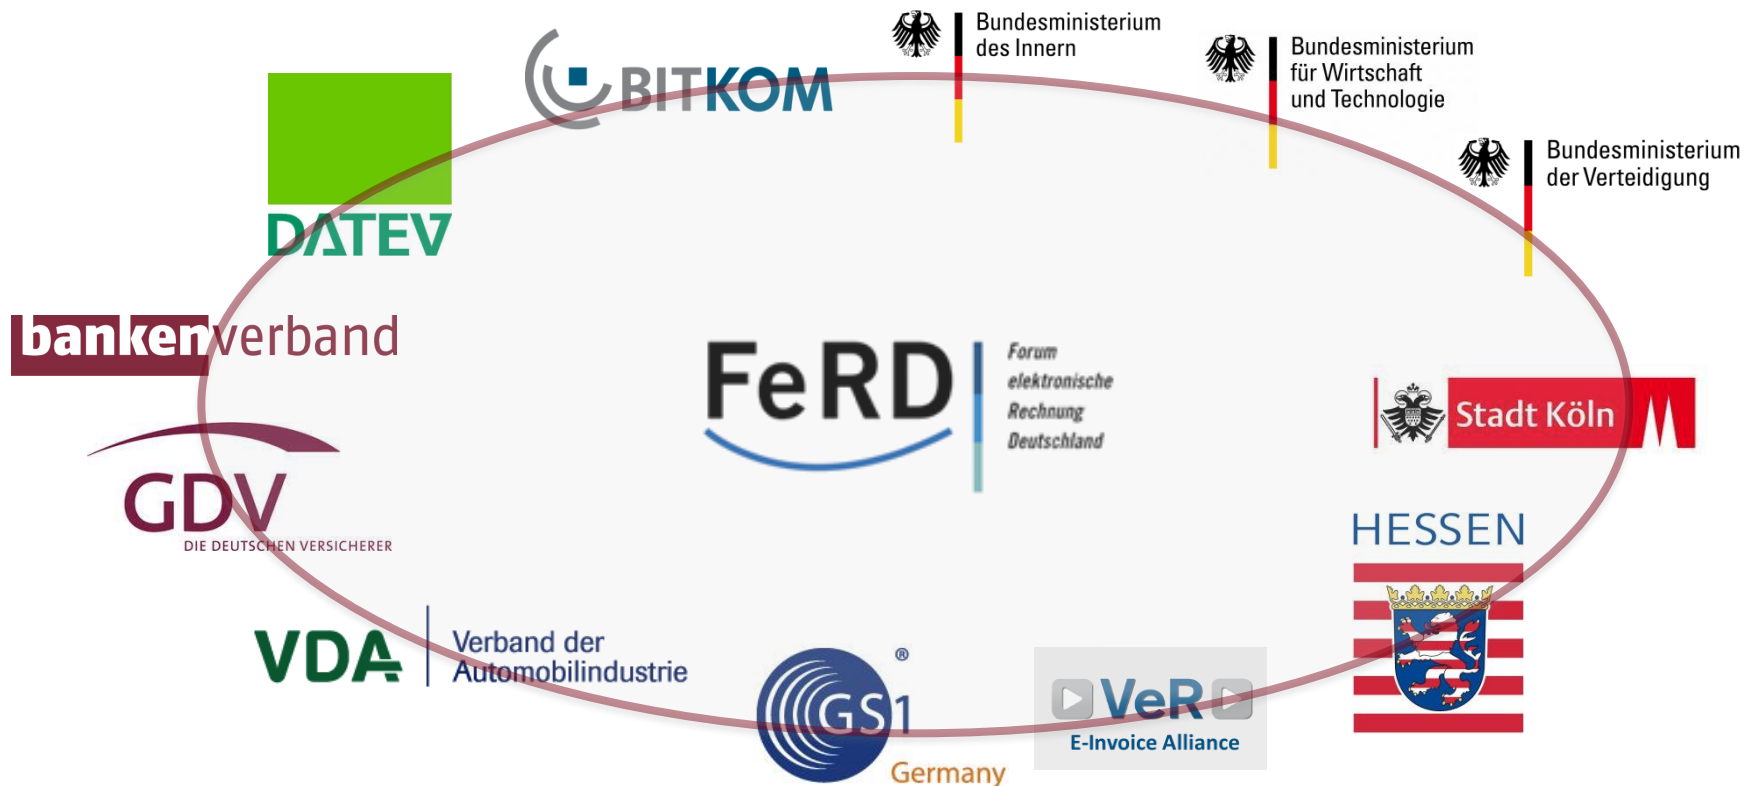 BITKOM
Bundesministerium
des Innern
Bundesministerium
für Wirtschaft
und Technologie
Bundesministerium
der Verteidigung
DATEV
bankenverband
FeRD
Forum
elektronische
Rechnung
Deutschland
Stadt Köln
GDV
DIE DEUTSCHEN VERSICHERER
HESSEN
VDA
Verband der
Automobilindustrie
GS1
®
Germany
VeR
E-Invoice Alliance